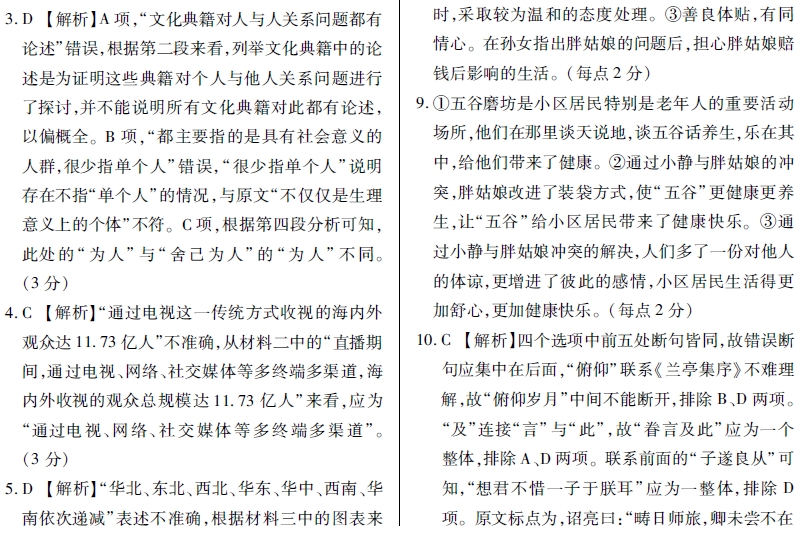 3. D 【解析】A 项,“文化典籍对人与人关系问题都有
论述”错误,根据第二段来看,列举文化典籍中的论
述是为证明这些典籍对个人与他人关系问题进行
了探讨,并不能说明所有文化典籍对此都有论述,
以偏概全。B 项,“都主要指的是具有社会意义的
人群,很少指单个人”错误,“很少指单个人”说明
存在不指“单个人”的情况,与原文“不仅仅是生理
意义上的个体”不符。C 项,根据第四段分析可知,
此处的“为人”与“舍己为人”的“为人”不同。
(3 分)
4. C 【解析】“通过电视这一传统方式收视的海内外
观众达 11.73 亿人”不准确,从材料二中的“直播期
间,通过电视、网络、社交媒体等多终端多渠道,海
内外收视的观众总规模达 11.73 亿人”来看,应为
“通过电视、网络、社交媒体等多终端多渠道”。
(3 分)
5. D 【解析】“华北、东北、西北、华东、华中、西南、华
南依次递减”表述不准确,根据材料三中的图表来
时,采取较为温和的态度处理。③善良体贴,有同
情心。在孙女指出胖姑娘的问题后,担心胖姑娘赔
钱后影响的生活。(每点 2 分)
9. ①五谷磨坊是小区居民特别是老年人的重要活动
场所,他们在那里谈天说地,谈五谷话养生,乐在其
中,给他们带来了健康。②通过小静与胖姑娘的冲
突,胖姑娘改进了装袋方式,使“五谷”更健康更养
生,让“五谷”给小区居民带来了健康快乐。③通
过小静与胖姑娘冲突的解决,人们多了一份对他人
的体谅,更增进了彼此的感情,小区居民生活得更
加舒心,更加健康快乐。(每点 2 分)
10. C 【解析】四个选项中前五处断句皆同,故错误断
句应集中在后面,“俯仰”联系《兰亭集序》不难理
解,故“俯仰岁月”中间不能断开,排除 B、D 两项。
“及”连接“言”与“此”,故“眷言及此”应为一个
整体,排除 A、D 两项。联系前面的“子遂良从”可
知,“想君不惜一子于朕耳”应为一整体,排除 D
项。原文标点为,诏亮曰:“畴日师旅,卿未尝不在